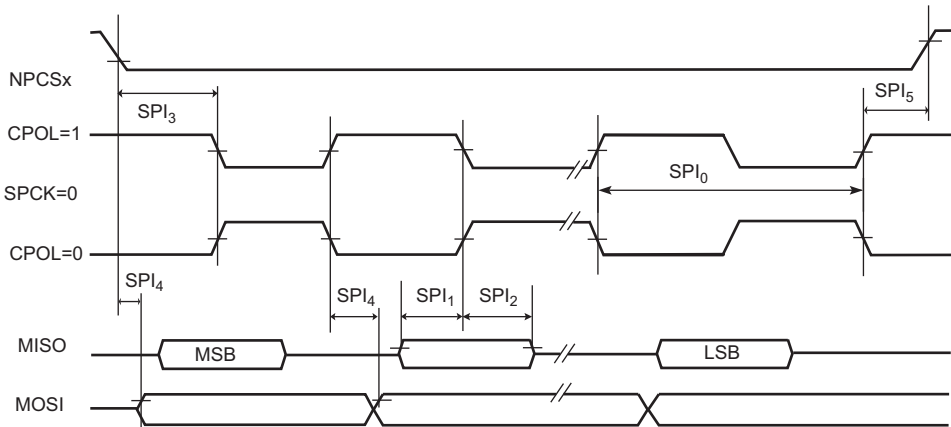 NPCSx
SPI3
SPI5
CPOL=1
SPCK=0
SPI0
CPOL=0
SPI4
SPI4
SPI1
SPI2
MISO
MSB
LSB
MOSI